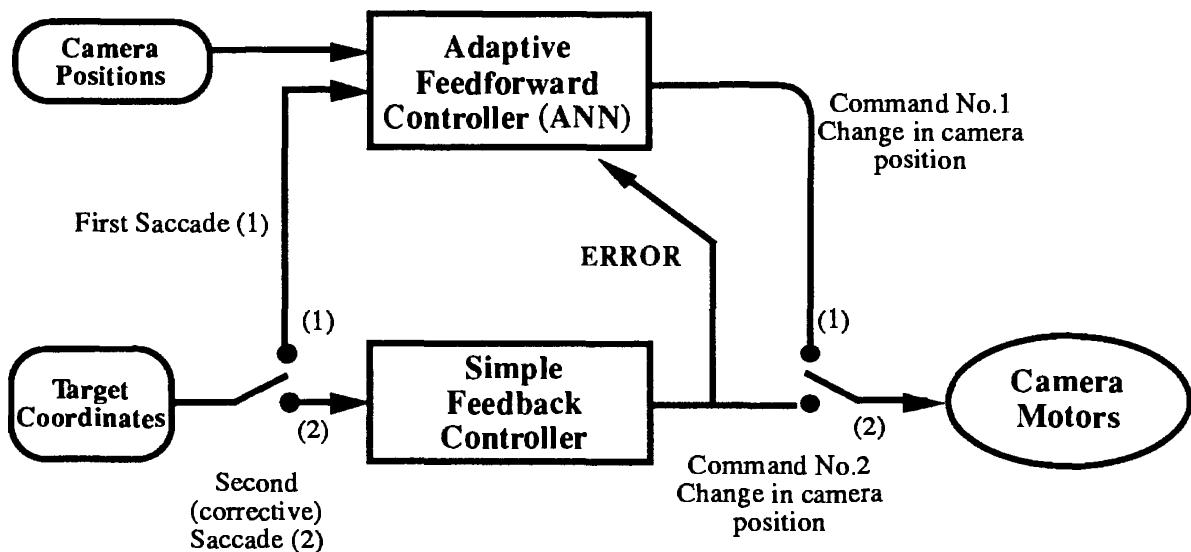 Camera
Positions
Adaptive
Feedforward
Controller (ANN)
Command No.1
Change in camera
position
First Saccade (1)
ERROR
(1)
(1)
Target
Coordinates
(2)
Simple
Feedback
Controller
(2)
Camera
Motors
Second
(corrective)
Saccade (2)
Command No.2
Change in camera
position